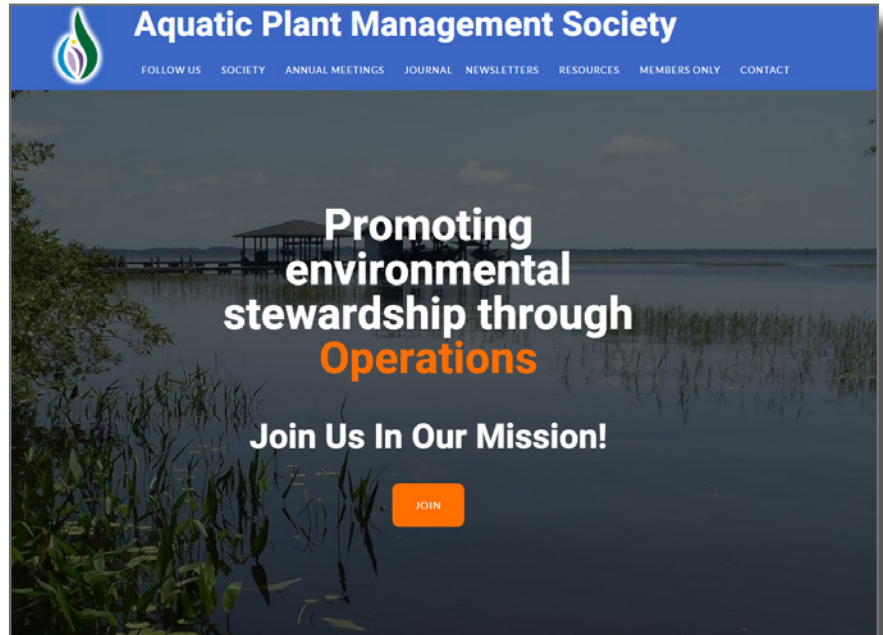 Aquatic Plant Management Society
FOLLOW US SOCIETY ANNUAL MEETINGS JOURNAL NEWSLETTERS RESOURCES MEMBERS ONLY CONTACT
Promoting
environmental
stewardship through
Operations
Join Us In Our Mission!
JOIN